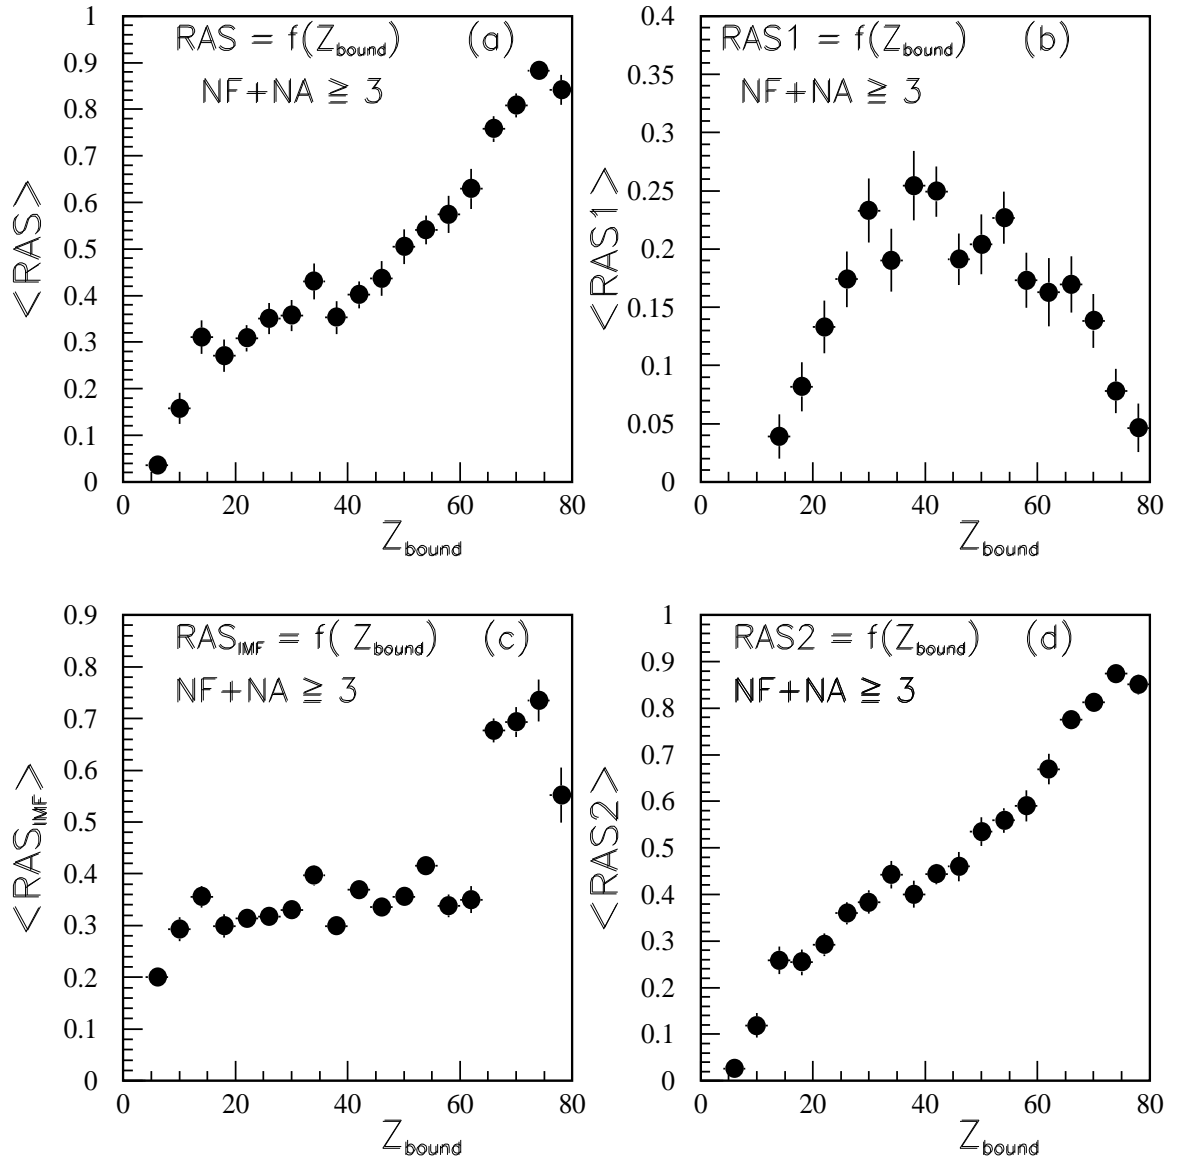 RAS = f(Z_bound) (a)
NF+NA ≧ 3
1
0.9
0.8
0.7
0.6
0.5
0.4
0.3
0.2
0.1
0
<RAS>
0 20 40 60 80
Z_bound
RAS1 = f(Z_bound) (b)
NF+NA ≧ 3
0.4
0.35
0.3
0.25
0.2
0.15
0.1
0.05
0
<RAS1>
0 20 40 60 80
Z_bound
RAS_IMF = f( Z_bound) (c)
NF+NA ≧ 3
0.9
0.8
0.7
0.6
0.5
0.4
0.3
0.2
0.1
0
<RAS_IMF>
0 20 40 60 80
Z_bound
RAS2 = f(Z_bound) (d)
NF+NA ≧ 3
1
0.9
0.8
0.7
0.6
0.5
0.4
0.3
0.2
0.1
0
<RAS2>
0 20 40 60 80
Z_bound